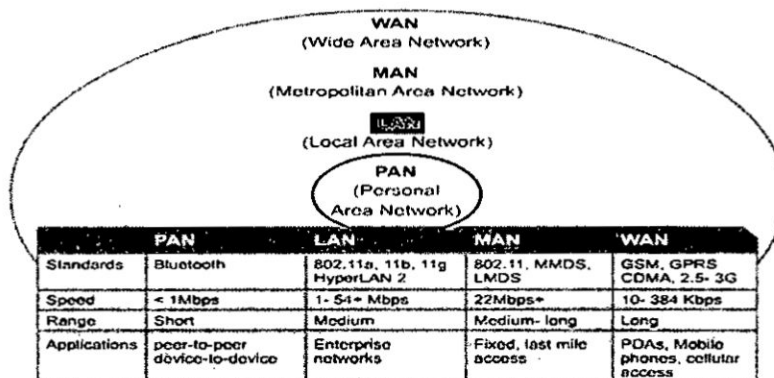 WAN
(Wide Area Network)
MAN
(Metropolitan Area Network)
LAN
(Local Area Network)
PAN
(Personal
Area Network)
PAN LAN MAN WAN
Standards Bluetooth 802.11a, 11b, 11g HyperLAN 2 802.11, MMDS, LMDS GSM, GPRS CDMA, 2.5- 3G
Speed < 1Mbps 1- 54+ Mbps 22Mbps+ 10- 384 Kbps
Range Short Medium Medium- long Long
Applications peer-to-peer device-to-device Enterprise networks Fixed, last mile access PDAs, Mobile phones, cellular access